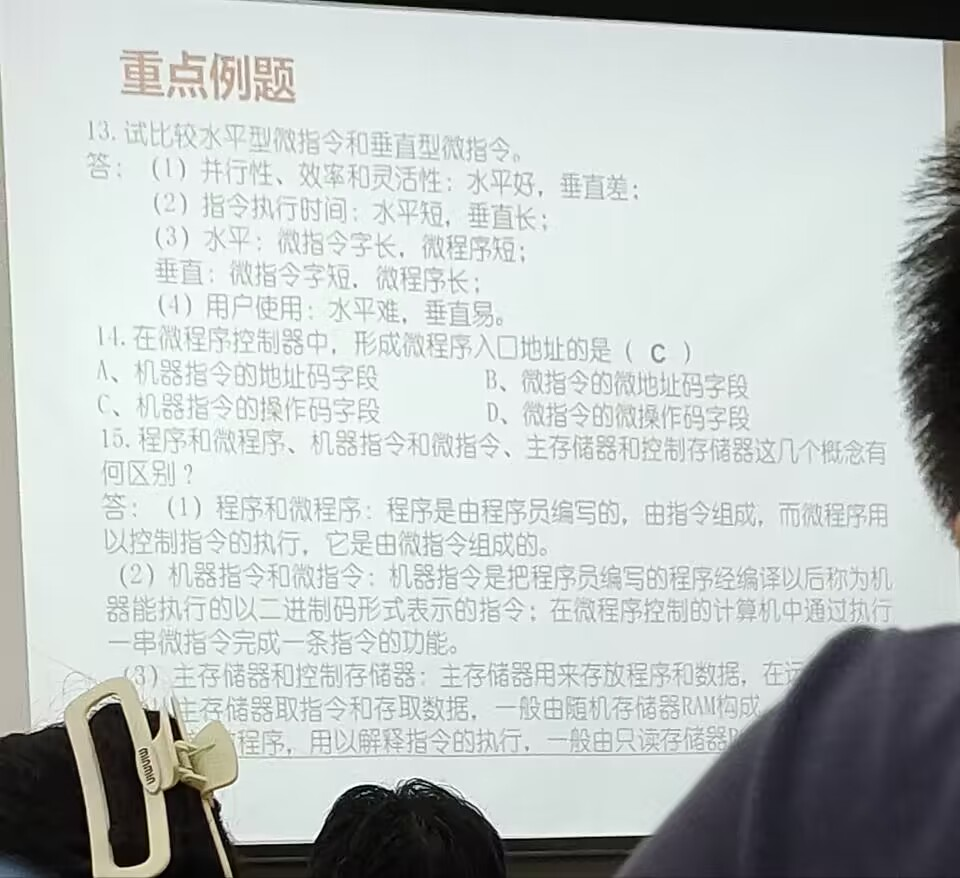 重点例题
13. 试比较水平型微指令和垂直型微指令。
答：（1）并行性、效率和灵活性：水平好，垂直差；
（2）指令执行时间：水平短，垂直长；
（3）水平：微指令字长，微程序短；
垂直：微指令字短，微程序长；
（4）用户使用：水平难，垂直易。
14. 在微程序控制器中，形成微程序入口地址的是（ C ）
A、机器指令的地址码字段 B、微指令的微地址码字段
C、机器指令的操作码字段 D、微指令的微操作码字段
15. 程序和微程序、机器指令和微指令、主存储器和控制存储器这几个概念有
何区别？
答：（1）程序和微程序：程序是由程序员编写的，由指令组成，而微程序用
以控制指令的执行，它是由微指令组成的。
（2）机器指令和微指令：机器指令是把程序员编写的程序经编译以后称为机
器能执行的以二进制码形式表示的指令；在微程序控制的计算机中通过执行
一串微指令完成一条指令的功能。
（3）主存储器和控制存储器：主存储器用来存放程序和数据，在运
主存储器取指令和存取数据，一般由随机存储器RAM构成
程序，用以解释指令的执行，一般由只读存储器
minmin